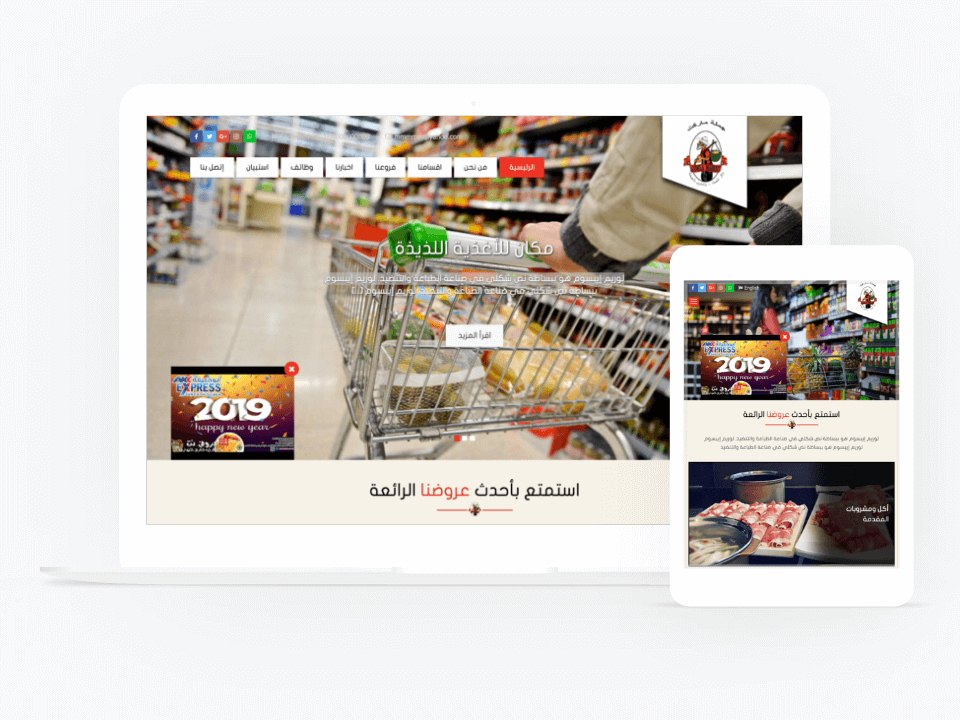 الرئيسية
من نحن
اقسامنا
فروعنا
اخبارنا
وظائف
استبيان
إتصل بنا
مكان للأغذية اللذيذة
لوريم إيبسوم هو ببساطة نص شكلي في صناعة الطباعة والتنضيد. لوريم إيبسوم
ببساطة نص شكلي في صناعة الطباعة والتنضيد. لوريم إيبسوم [...]
اقرأ المزيد
EXPRESS
2019
happy new year
استمتع بأحدث عروضنا الرائعة
English
EXPRESS
2019
happy new year
استمتع بأحدث عروضنا الرائعة
لوريم إيبسوم هو ببساطة نص شكلي في صناعة الطباعة والتنضيد. لوريم إيبسوم
هو ببساطة نص شكلي في صناعة الطباعة والتنضيد
أكل ومشروبات
المقدمة